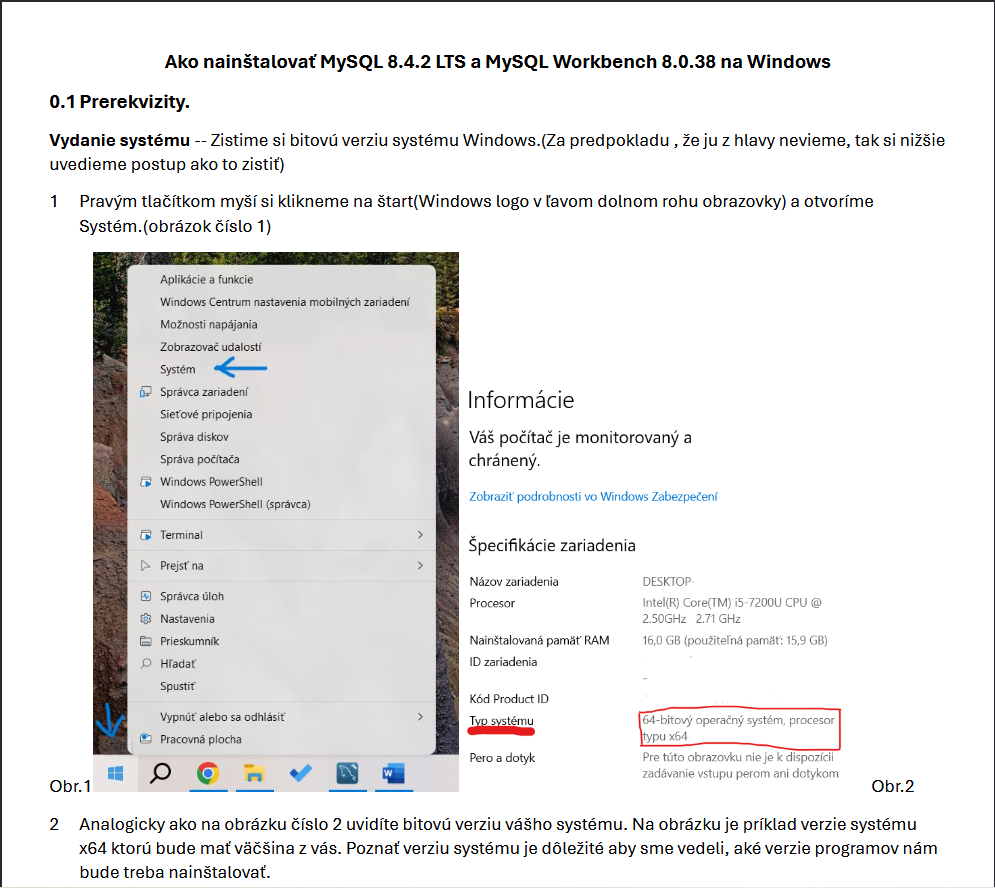 Ako nainštalovať MySQL 8.4.2 LTS a MySQL Workbench 8.0.38 na Windows
0.1 Prerekvizity.
Vydanie systému -- Zistime si bitovú verziu systému Windows.(Za predpokladu , že ju z hlavy nevieme, tak si nižšie
uvedieme postup ako to zistiť)
1 Pravým tlačítkom myší si klikneme na štart(Windows logo v ľavom dolnom rohu obrazovky) a otvoríme
Systém.(obrázok číslo 1)
Aplikácie a funkcie
Windows Centrum nastavenia mobilných zariadení
Možnosti napájania
Zobrazovač udalostí
Systém
Správca zariadení
Sieťové pripojenia
Správa diskov
Správa počítača
Windows PowerShell
Windows PowerShell (správca)
Terminal
Prejsť na
Správca úloh
Nastavenia
Prieskumník
Hľadať
Spustiť
Vypnúť alebo sa odhlásiť
Pracovná plocha
W
Obr.1
Informácie
Váš počítač je monitorovaný a
chránený.
Zobraziť podrobnosti vo Windows Zabezpečení
Špecifikácie zariadenia
Názov zariadenia DESKTOP-
Procesor Intel(R) Core(TM) i5-7200U CPU @
2.50GHz 2.71 GHz
Nainštalovaná pamäť RAM 16,0 GB (použiteľná pamäť: 15,9 GB)
ID zariadenia
Kód Product ID
Typ systému 64-bitový operačný systém, procesor
typu x64
Pero a dotyk Pre túto obrazovku nie je k dispozícii
zadávanie vstupu perom ani dotykom
Obr.2
2 Analogicky ako na obrázku číslo 2 uvidíte bitovú verziu vášho systému. Na obrázku je príklad verzie systému
x64 ktorú bude mať väčšina z vás. Poznať verziu systému je dôležité aby sme vedeli, aké verzie programov nám
bude treba nainštalovať.